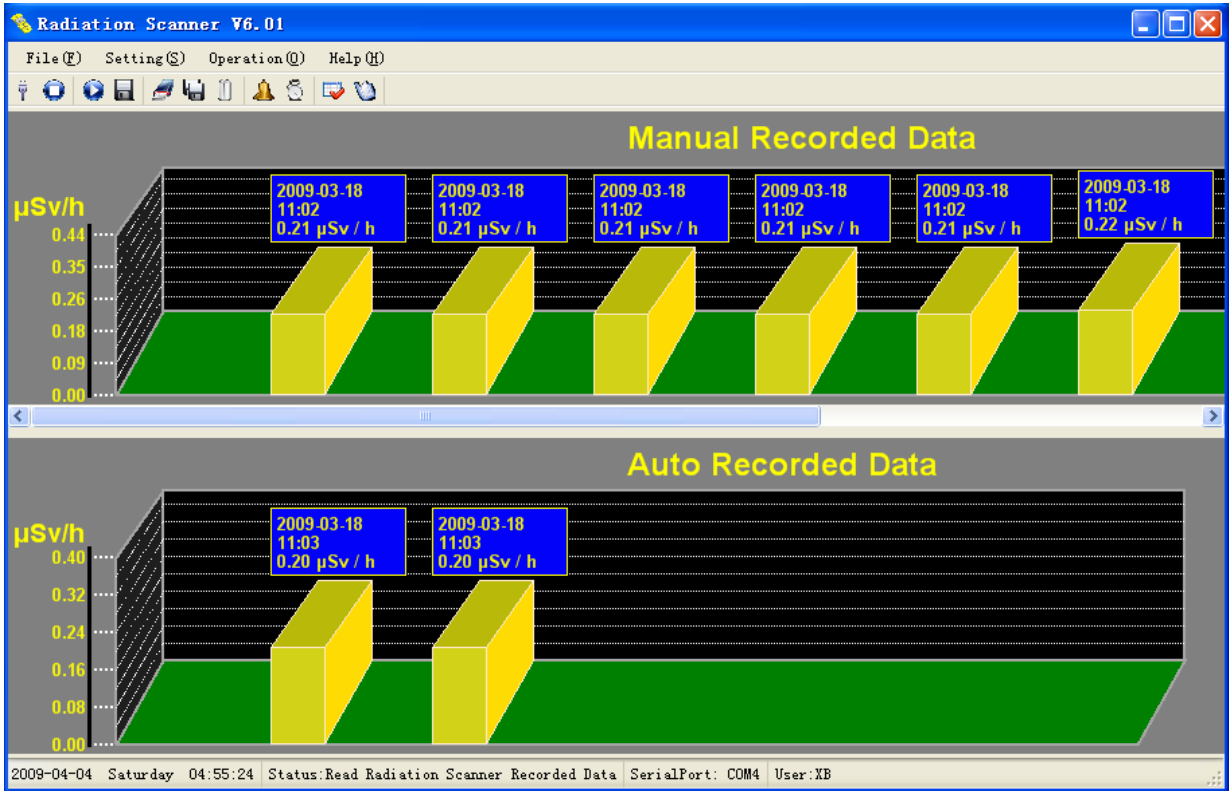 Radiation Scanner V6.01
File(F) Setting(S) Operation(O) Help(H)
Manual Recorded Data
μSv/h
0.44
0.35
0.26
0.18
0.09
0.00
2009-03-18
11:02
0.21 μSv / h
2009-03-18
11:02
0.21 μSv / h
2009-03-18
11:02
0.21 μSv / h
2009-03-18
11:02
0.21 μSv / h
2009-03-18
11:02
0.21 μSv / h
2009-03-18
11:02
0.22 μSv / h
Auto Recorded Data
μSv/h
0.40
0.32
0.24
0.16
0.08
0.00
2009-03-18
11:03
0.20 μSv / h
2009-03-18
11:03
0.20 μSv / h
2009-04-04 Saturday 04:55:24 Status:Read Radiation Scanner Recorded Data SerialPort: COM4 User:XB